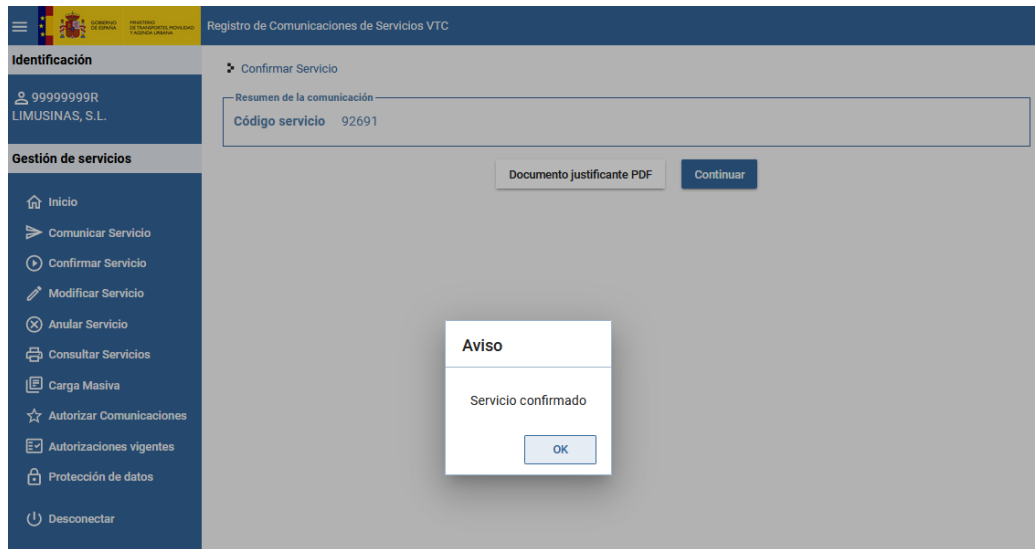 GOBIERNO
DE ESPAÑA
MINISTERIO
DE TRANSPORTES, MOVILIDAD
Y AGENDA URBANA
Registro de Comunicaciones de Servicios VTC
Identificación
99999999R
LIMUSINAS, S.L.
Gestión de servicios
Inicio
Comunicar Servicio
Confirmar Servicio
Modificar Servicio
Anular Servicio
Consultar Servicios
Carga Masiva
Autorizar Comunicaciones
Autorizaciones vigentes
Protección de datos
Desconectar
Confirmar Servicio
Resumen de la comunicación
Código servicio 92691
Documento justificante PDF Continuar
Aviso
Servicio confirmado
OK